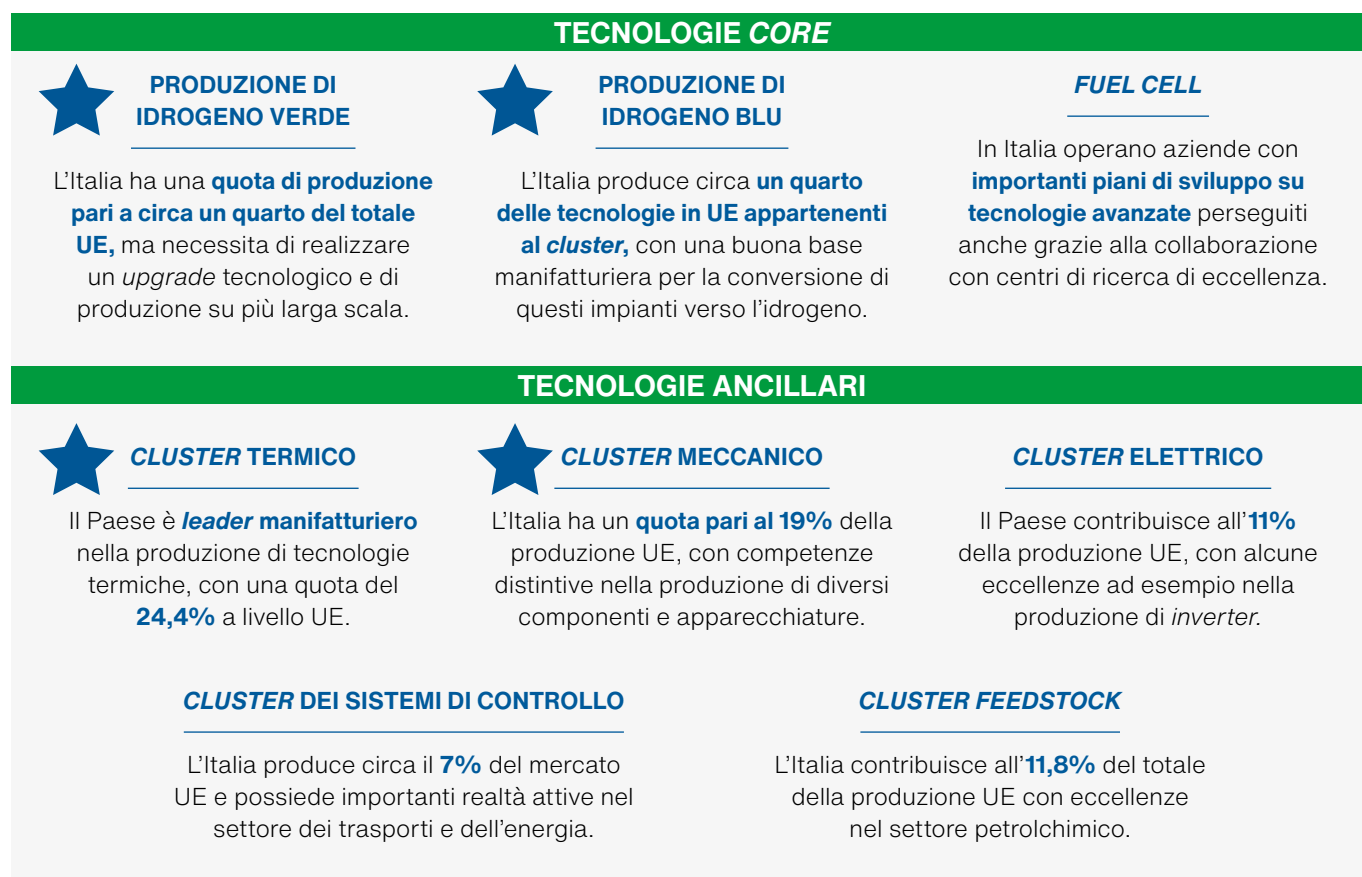 TECNOLOGIE CORE
PRODUZIONE DI
IDROGENO VERDE
L'Italia ha una quota di produzione
pari a circa un quarto del totale
UE, ma necessita di realizzare
un upgrade tecnologico e di
produzione su più larga scala.
PRODUZIONE DI
IDROGENO BLU
L'Italia produce circa un quarto
delle tecnologie in UE appartenenti
al cluster, con una buona base
manifatturiera per la conversione di
questi impianti verso l'idrogeno.
FUEL CELL
In Italia operano aziende con
importanti piani di sviluppo su
tecnologie avanzate perseguiti
anche grazie alla collaborazione
con centri di ricerca di eccellenza.
TECNOLOGIE ANCILLARI
CLUSTER TERMICO
Il Paese è leader manifatturiero
nella produzione di tecnologie
termiche, con una quota del
24,4% a livello UE.
CLUSTER MECCANICO
L'Italia ha un quota pari al 19% della
produzione UE, con competenze
distintive nella produzione di diversi
componenti e apparecchiature.
CLUSTER ELETTRICO
Il Paese contribuisce all'11%
della produzione UE, con alcune
eccellenze ad esempio nella
produzione di inverter.
CLUSTER DEI SISTEMI DI CONTROLLO
L'Italia produce circa il 7% del mercato
UE e possiede importanti realtà attive nel
settore dei trasporti e dell'energia.
CLUSTER FEEDSTOCK
L'Italia contribuisce all'11,8% del totale
della produzione UE con eccellenze
nel settore petrolchimico.